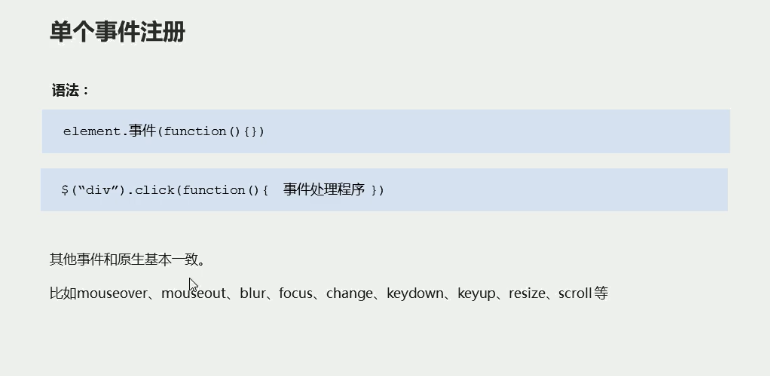 单个事件注册
语法：
element.事件(function(){})
$(“div”).click(function(){  事件处理程序 })
其他事件和原生基本一致。
比如mouseover、mouseout、blur、focus、change、keydown、keyup、resize、scroll 等